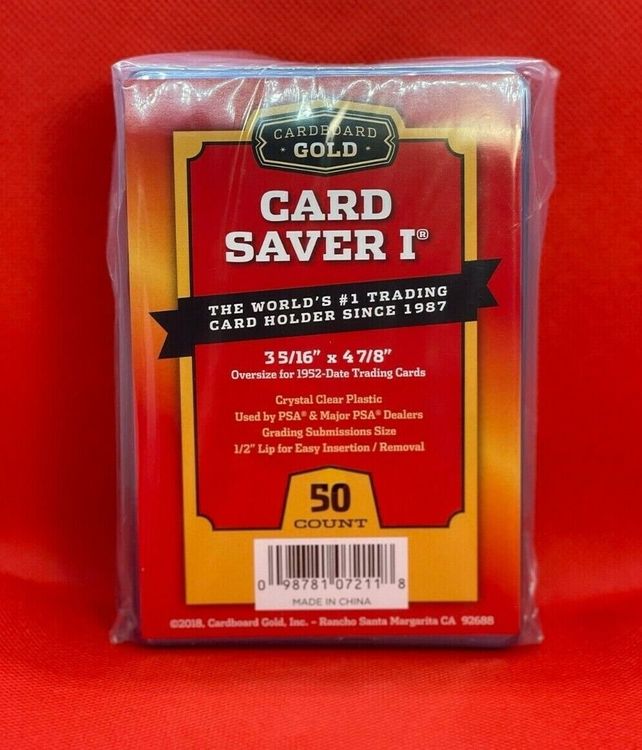 CARDBOARD
GOLD
CARD
SAVER I®
THE WORLD'S #1 TRADING
CARD HOLDER SINCE 1987
3 5/16" x 4 7/8"
Oversize for 1952-Date Trading Cards
Crystal Clear Plastic
Used by PSA® & Major PSA® Dealers
Grading Submissions Size
1/2" Lip for Easy Insertion / Removal
50
COUNT
0 98781 07211 8
MADE IN CHINA
©2018, Cardboard Gold, Inc. – Rancho Santa Margarita CA 92688